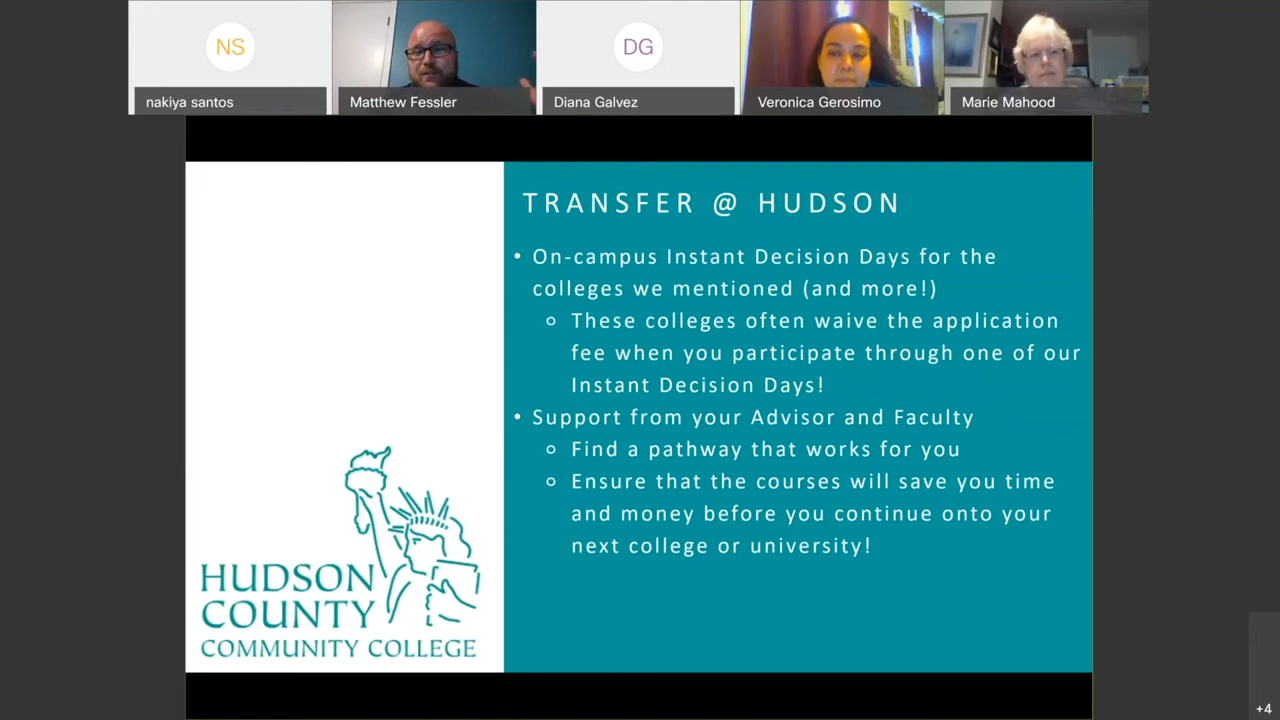 NS
DG
nakiya santos
Matthew Fessler
Diana Galvez
Veronica Gerosimo
Marie Mahood
TRANSFER @ HUDSON
• On-campus Instant Decision Days for the
colleges we mentioned (and more!)
○ These colleges often waive the application
fee when you participate through one of our
Instant Decision Days!
• Support from your Advisor and Faculty
○ Find a pathway that works for you
○ Ensure that the courses will save you time
and money before you continue onto your
next college or university!
HUDSON
COUNTY
COMMUNITY COLLEGE
+4